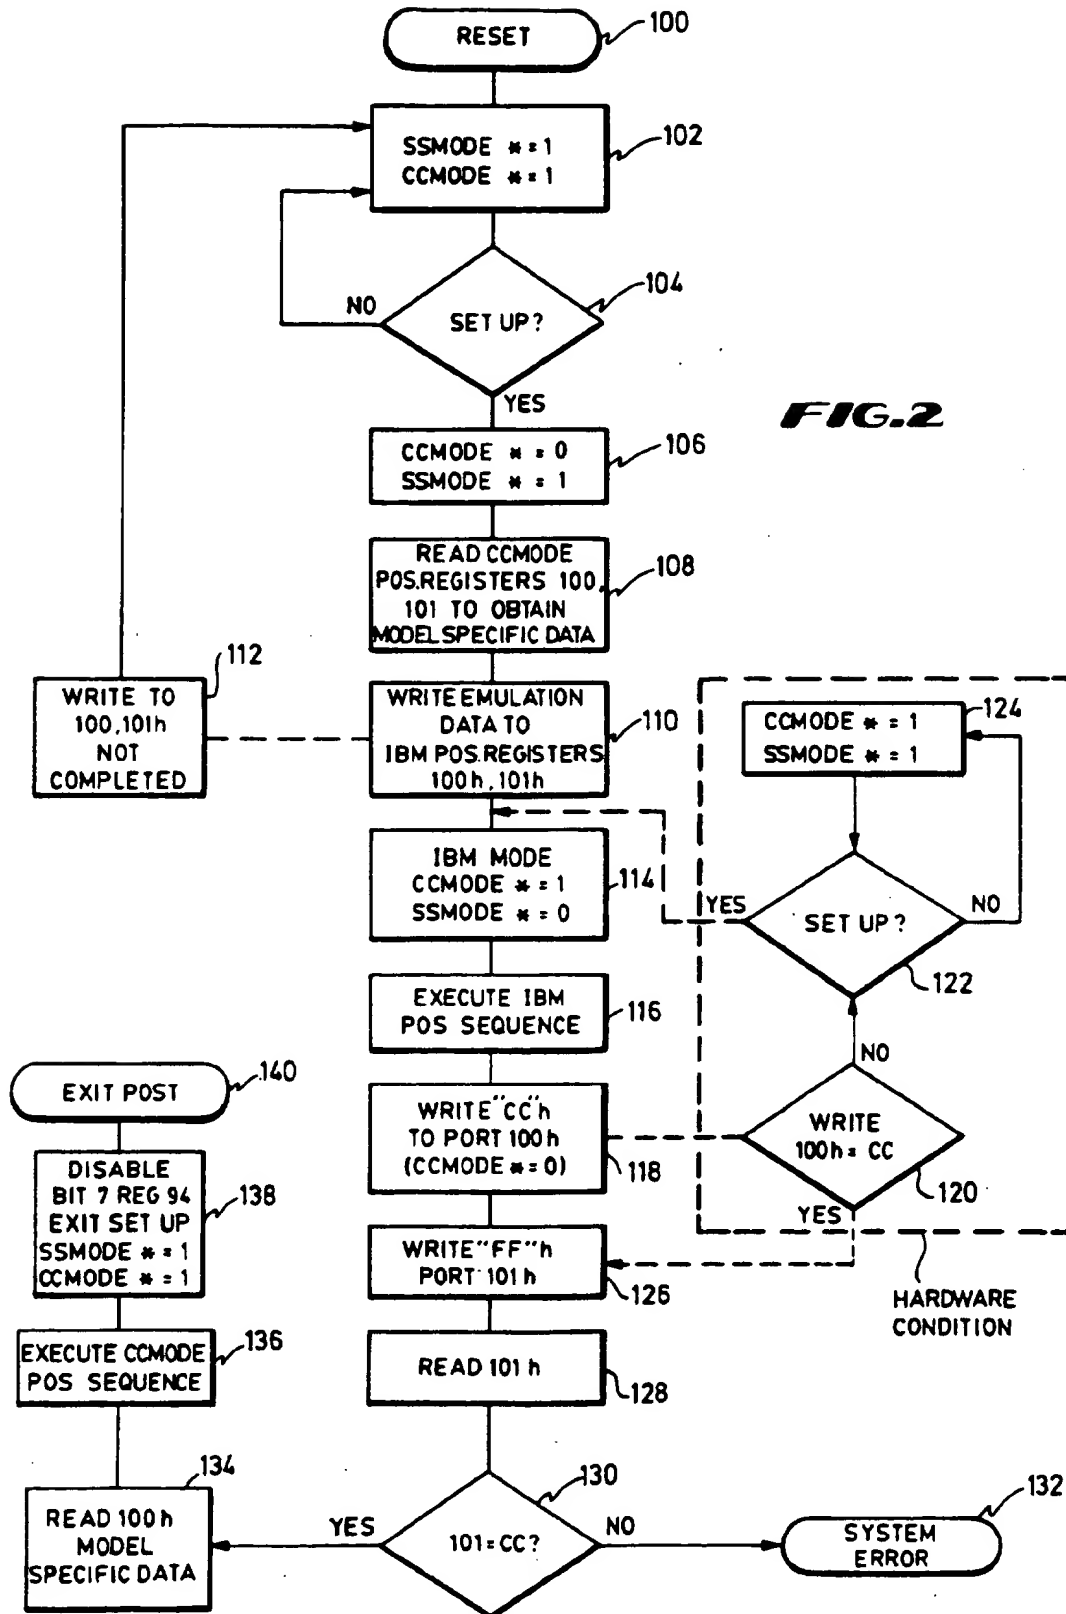 RESET
100
SSMODE * = 1
CCMODE * = 1
102
SET UP?
104
NO
YES
FIG.2
CCMODE * = 0
SSMODE * = 1
106
READ CCMODE
POS.REGISTERS 100,
101 TO OBTAIN
MODEL SPECIFIC DATA
108
WRITE TO
100,101h
NOT
COMPLETED
112
WRITE EMULATION
DATA TO
IBM POS.REGISTERS
100h,101h
110
CCMODE * = 1
SSMODE * = 1
124
IBM MODE
CCMODE * = 1
SSMODE * = 0
114
YES
SET UP?
NO
122
EXECUTE IBM
POS SEQUENCE
116
NO
EXIT POST
140
WRITE "CC"h
TO PORT 100h
(CCMODE * = 0)
118
WRITE
100h = CC
120
YES
DISABLE
BIT 7 REG 94
EXIT SET UP
SSMODE * = 1
CCMODE * = 1
138
WRITE "FF"h
PORT 101h
126
HARDWARE
CONDITION
EXECUTE CCMODE
POS SEQUENCE
136
READ 101h
128
READ 100h
MODEL
SPECIFIC DATA
134
YES
101 = CC?
130
NO
SYSTEM
ERROR
132